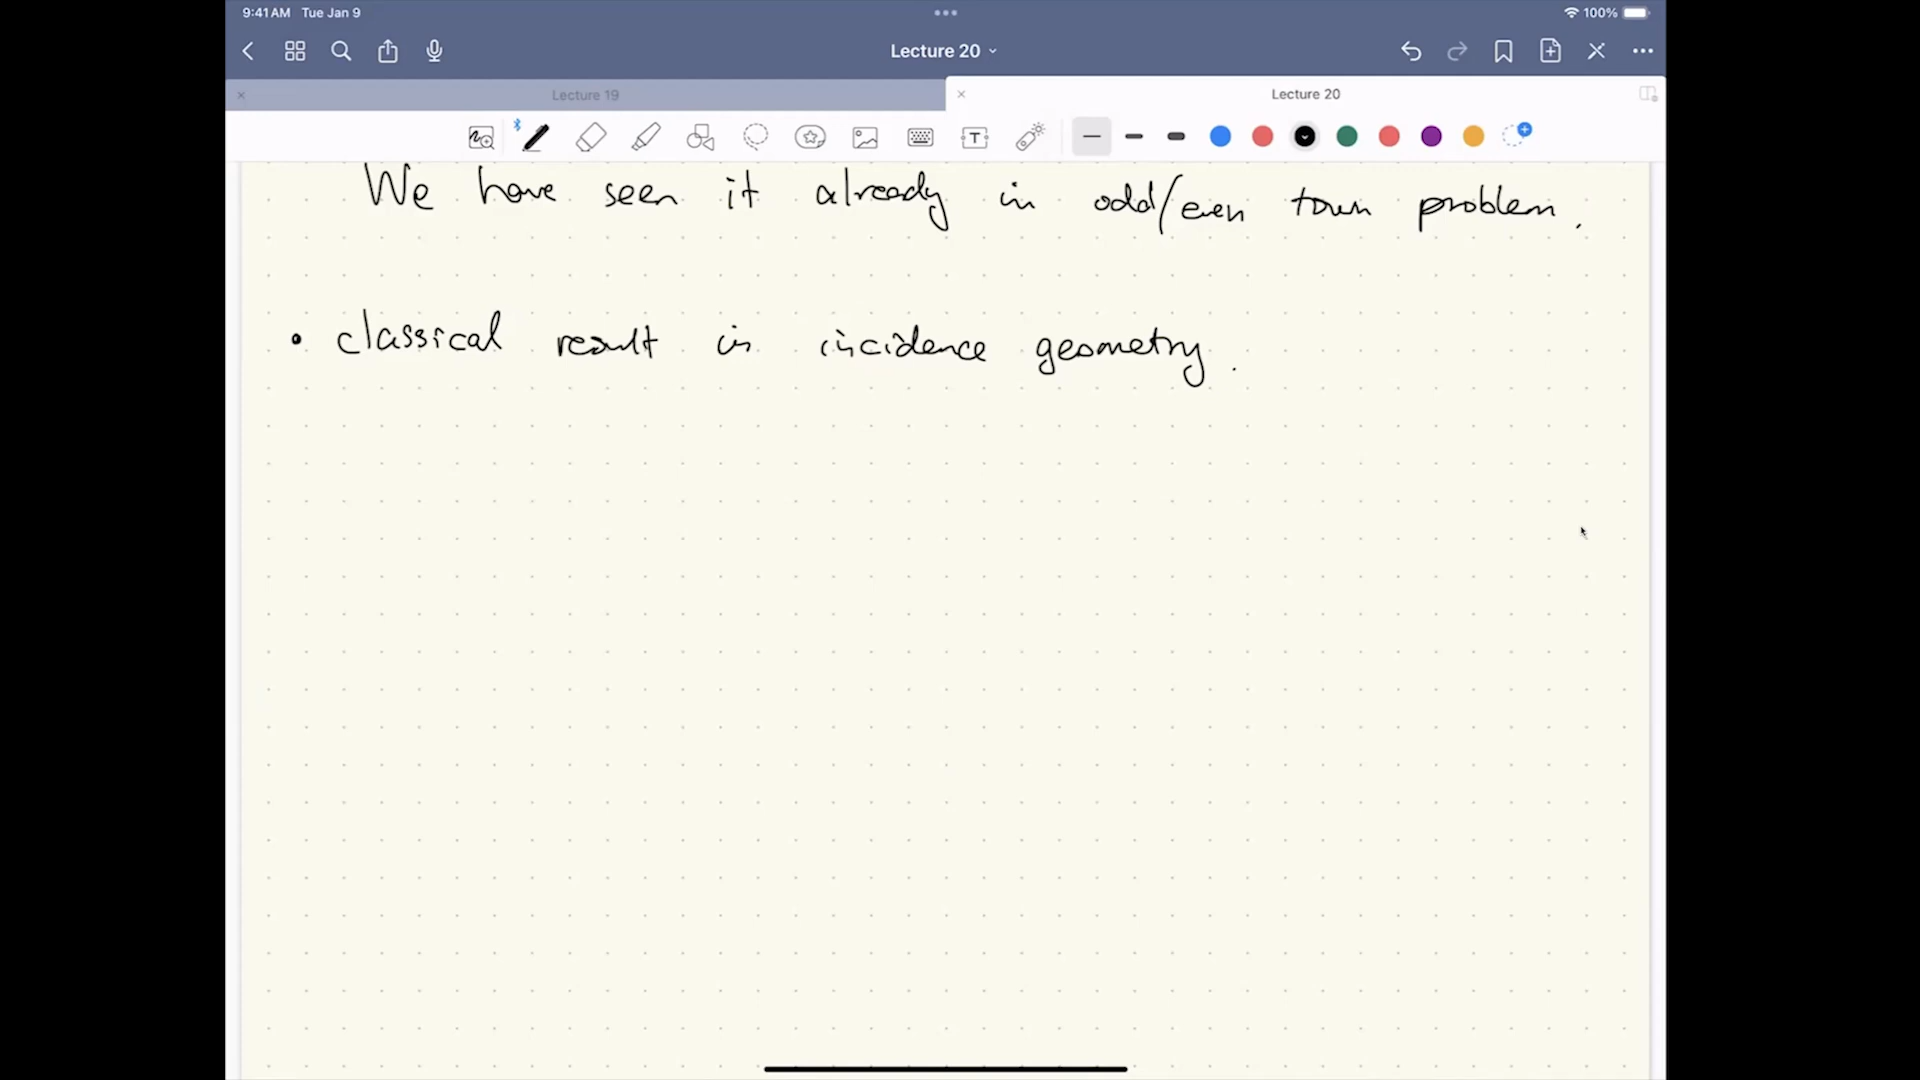 9:41 AM Tue Jan 9
100%
Lecture 20
Lecture 19
Lecture 20
T
We have seen it already in odd/even town problem.
• classical result in incidence geometry.